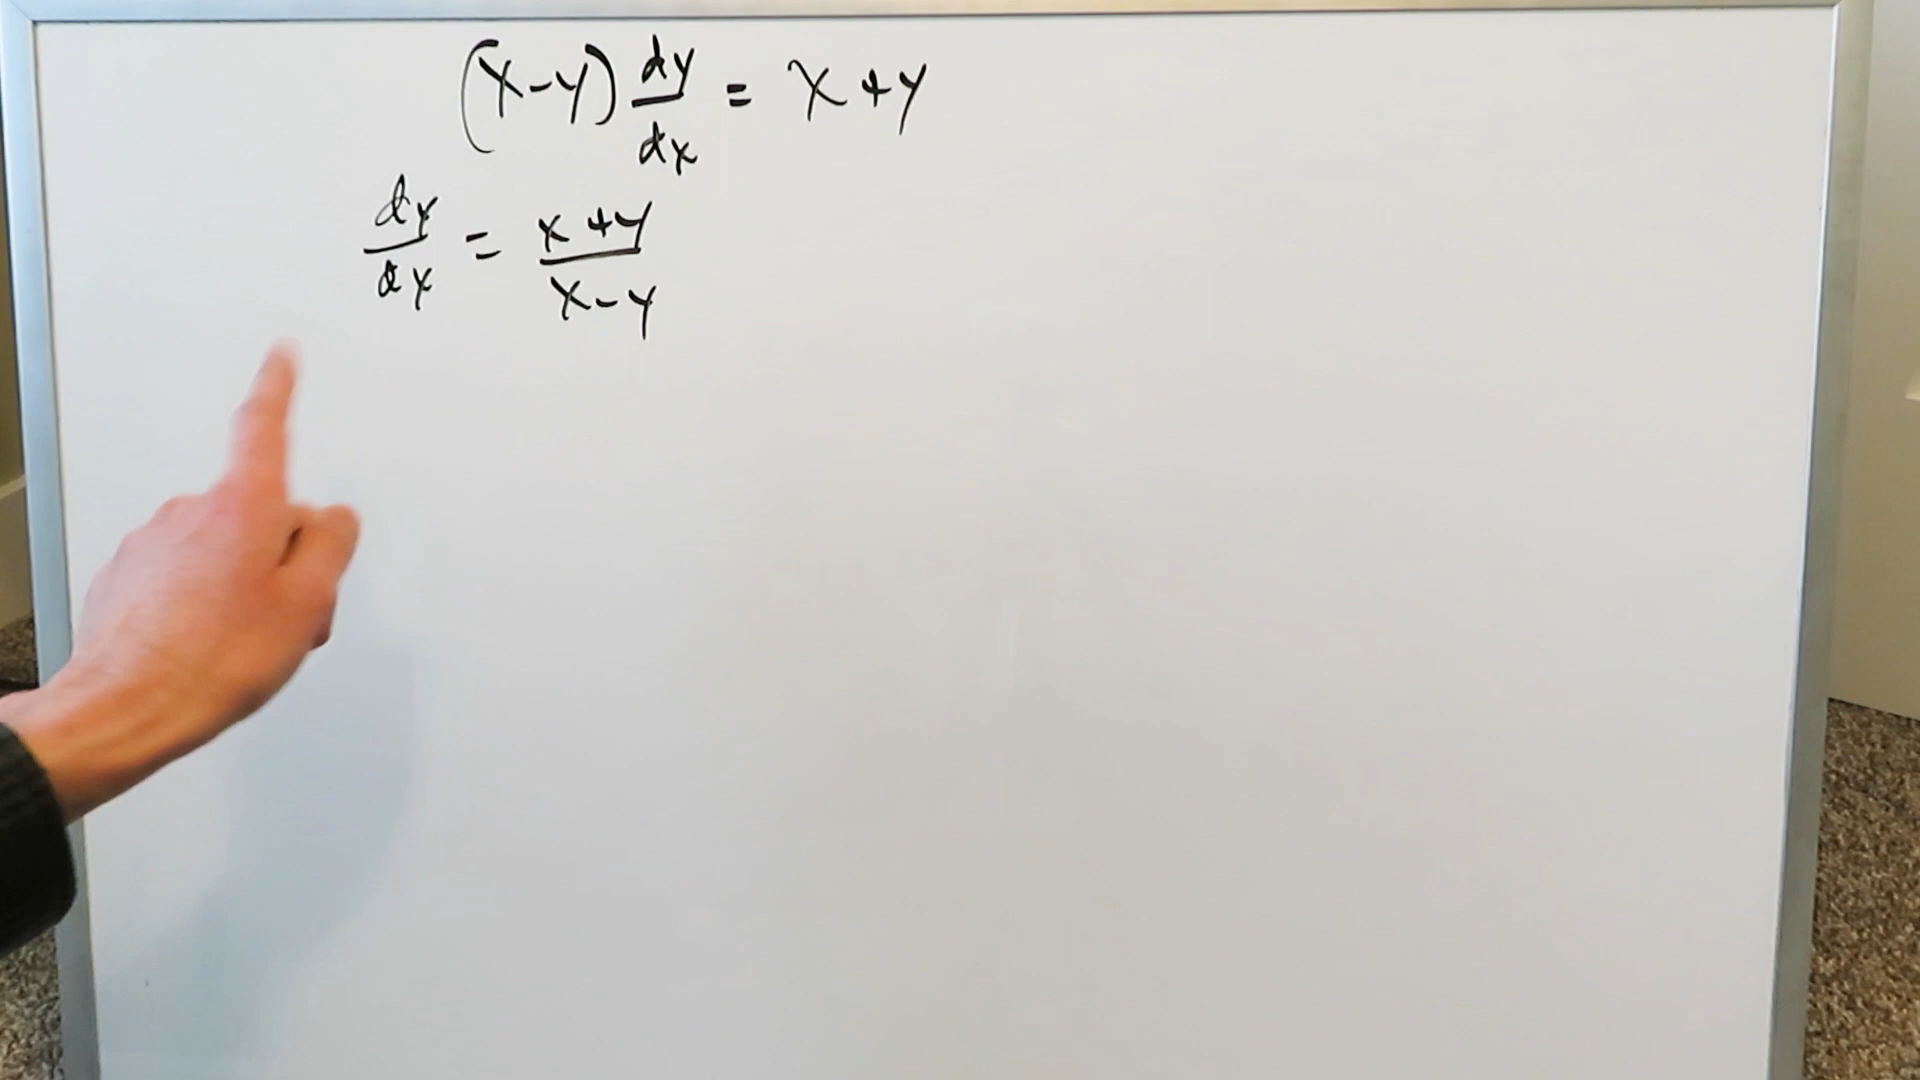 (x-y) dy/dx = x+y
dy/dx = x+y/x-y